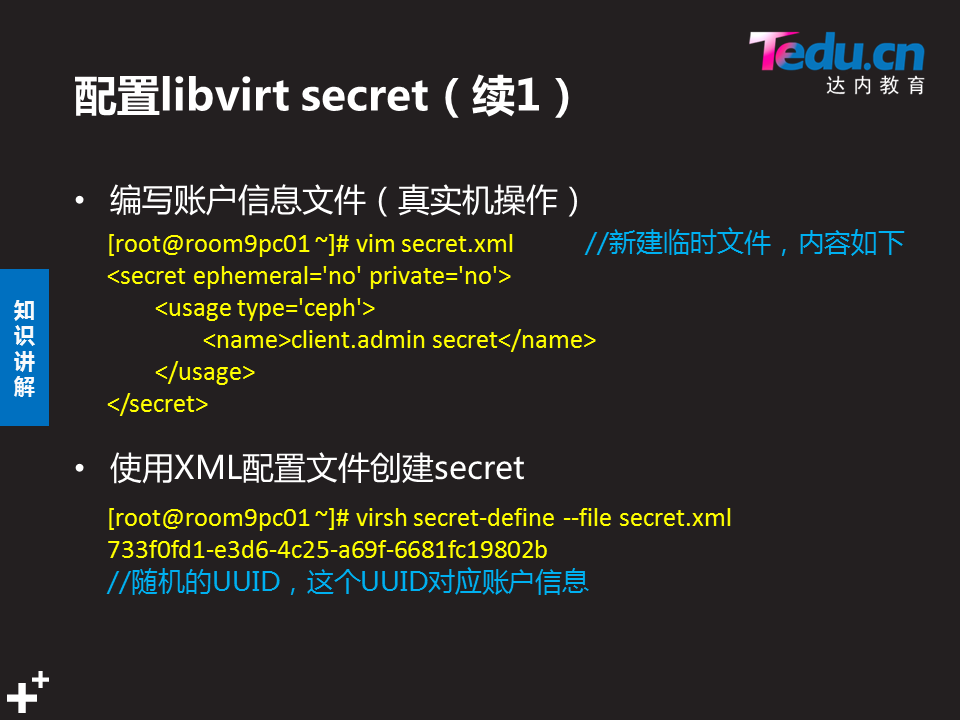 Tedu.cn
达内教育
配置libvirt secret（续1）
• 编写账户信息文件（真实机操作）
[root@room9pc01 ~]# vim secret.xml //新建临时文件，内容如下
<secret ephemeral='no' private='no'>
<usage type='ceph'>
<name>client.admin secret</name>
</usage>
</secret>
知识讲解
• 使用XML配置文件创建secret
[root@room9pc01 ~]# virsh secret-define --file secret.xml
733f0fd1-e3d6-4c25-a69f-6681fc19802b
//随机的UUID，这个UUID对应账户信息